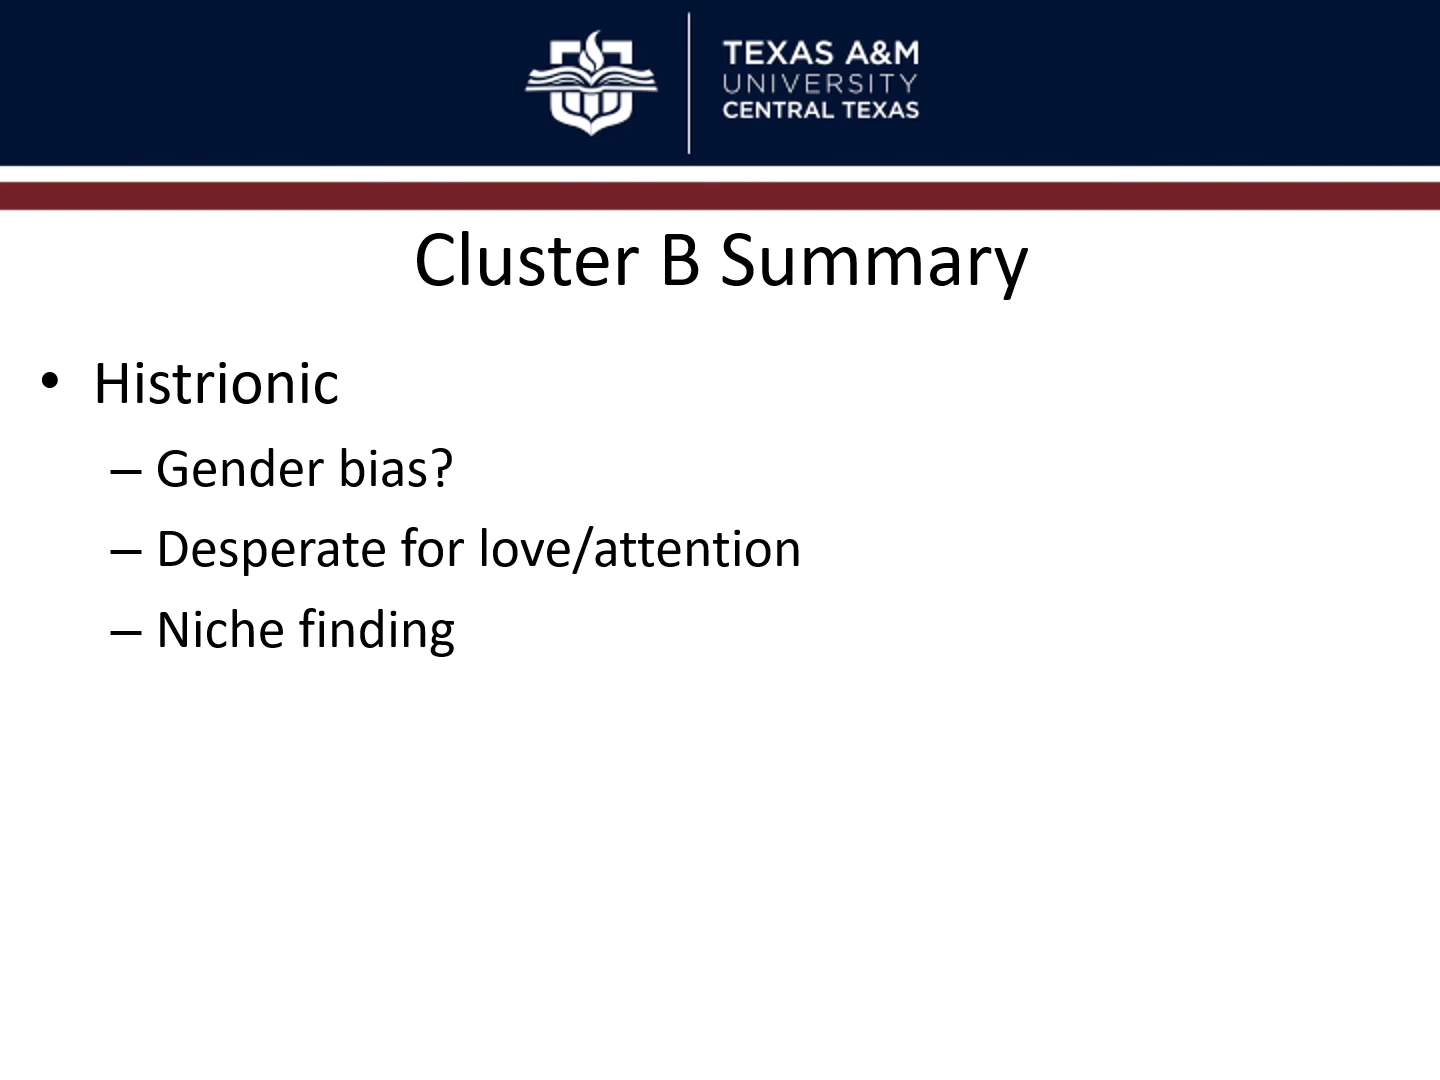 TEXAS A&M
UNIVERSITY
CENTRAL TEXAS
Cluster B Summary
• Histrionic
– Gender bias?
– Desperate for love/attention
– Niche finding